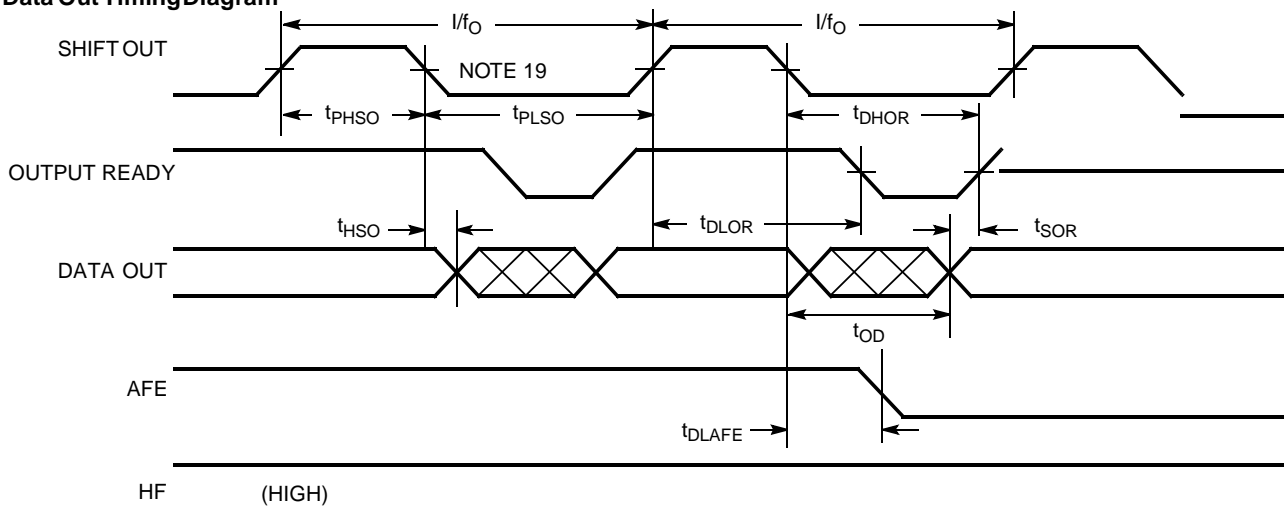 Data Out Timing Diagram
I/fO I/fO
SHIFT OUT
NOTE 19
tPHSO tPLSO tDHOR
OUTPUT READY
tHSO tDLOR tSOR
DATA OUT
tOD
AFE
tDLAFE
HF (HIGH)